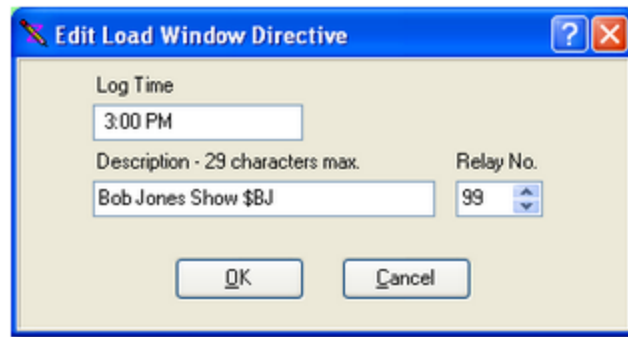 Edit Load Window Directive
Log Time
3:00 PM
Description - 29 characters max. Relay No.
Bob Jones Show $BJ 99
OK Cancel